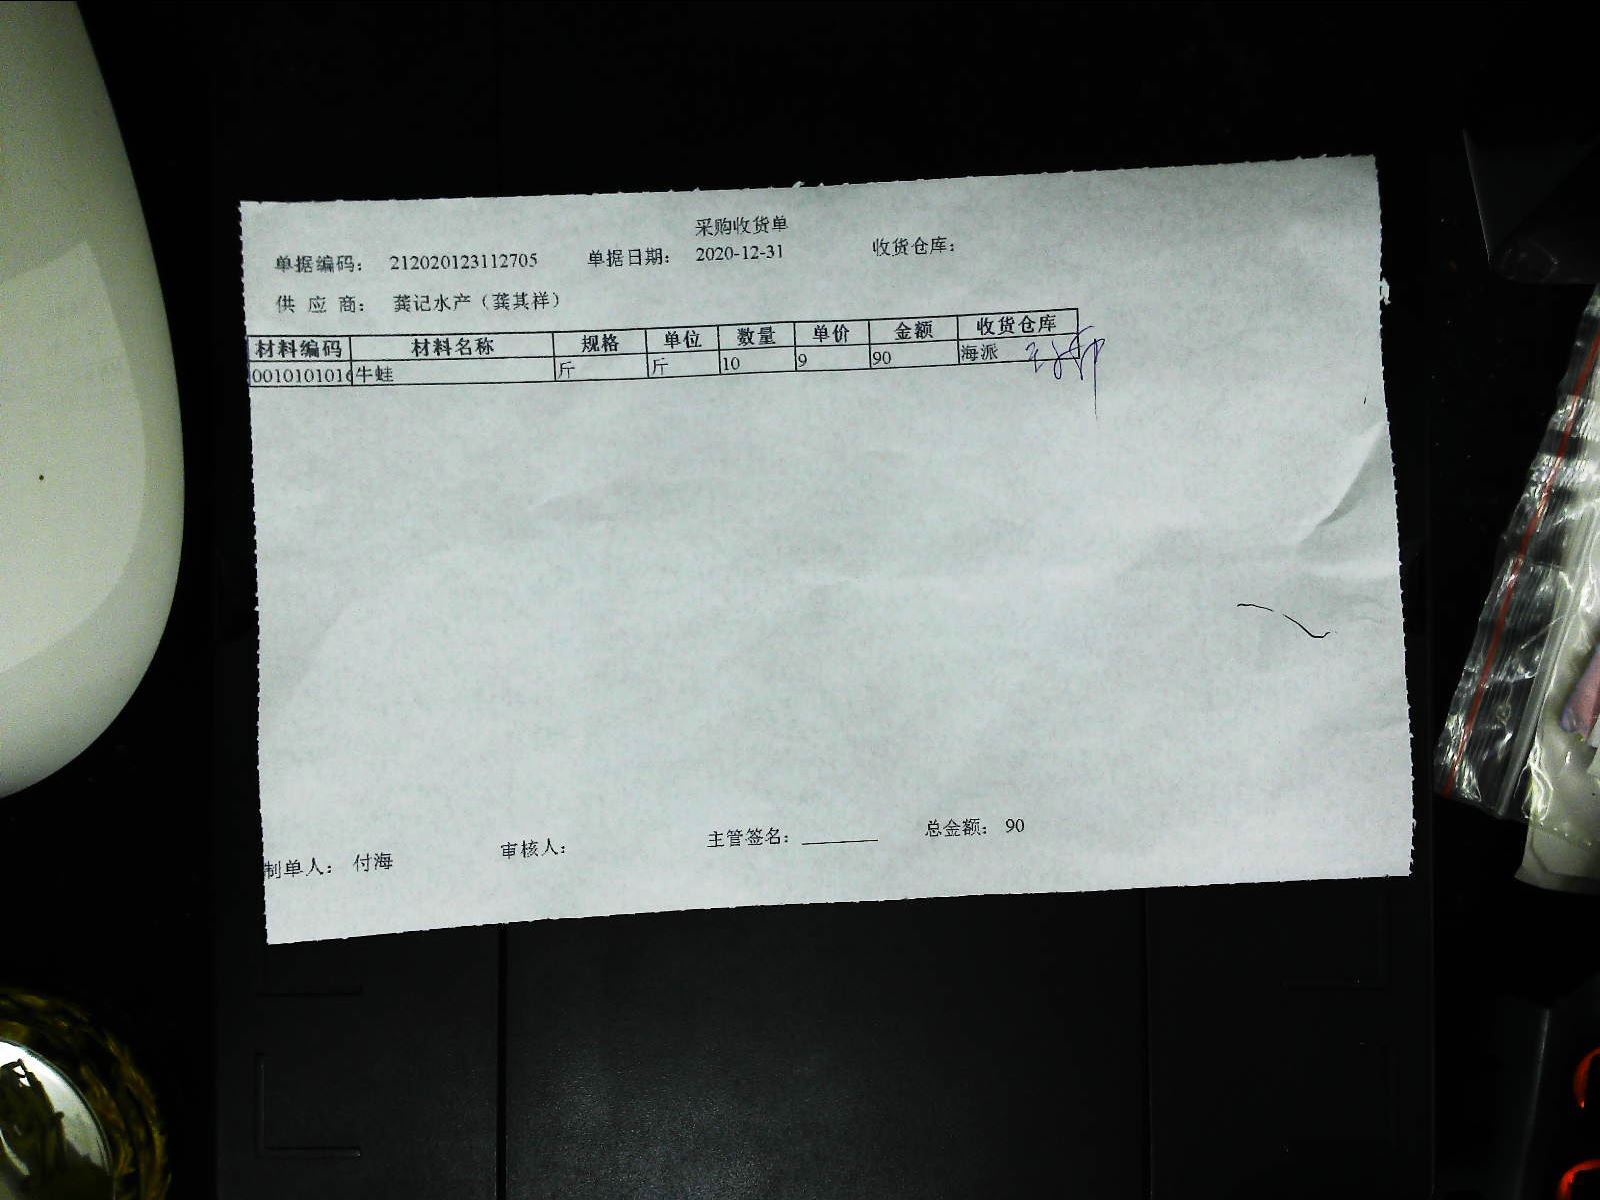 采购收货单
单据编码： 212020123112705 单据日期： 2020-12-31 收货仓库：
供 应 商： 龚记水产（龚其祥）
材料编码 材料名称 规格 单位 数量 单价 金额 收货仓库
0010101010 牛蛙 斤 斤 10 9 90 海派
制单人： 付海 审核人： 主管签名： 总金额： 90